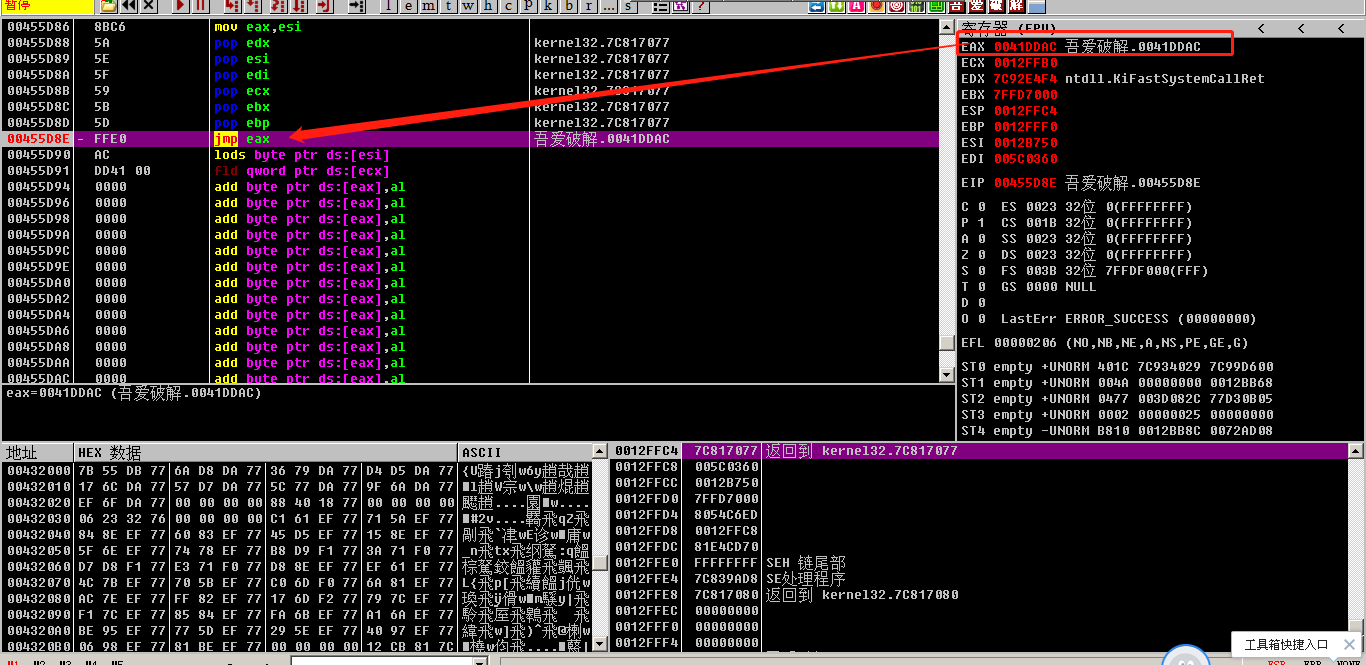 暂停
l e m t w h c p k b r ... s
吾 爱 破 解
00455D86 8BC6 mov eax,esi
00455D88 5A pop edx kernel32.7C817077
00455D89 5E pop esi kernel32.7C817077
00455D8A 5F pop edi kernel32.7C817077
00455D8B 59 pop ecx kernel32.7C817077
00455D8C 5B pop ebx kernel32.7C817077
00455D8D 5D pop ebp kernel32.7C817077
00455D8E - FFE0 jmp eax 吾爱破解.0041DDAC
00455D90 AC lods byte ptr ds:[esi]
00455D91 DD41 00 fld qword ptr ds:[ecx]
00455D94 0000 add byte ptr ds:[eax],al
00455D96 0000 add byte ptr ds:[eax],al
00455D98 0000 add byte ptr ds:[eax],al
00455D9A 0000 add byte ptr ds:[eax],al
00455D9C 0000 add byte ptr ds:[eax],al
00455D9E 0000 add byte ptr ds:[eax],al
00455DA0 0000 add byte ptr ds:[eax],al
00455DA2 0000 add byte ptr ds:[eax],al
00455DA4 0000 add byte ptr ds:[eax],al
00455DA6 0000 add byte ptr ds:[eax],al
00455DA8 0000 add byte ptr ds:[eax],al
00455DAA 0000 add byte ptr ds:[eax],al
00455DAC 0000 add byte ptr ds:[eax],al
eax=0041DDAC (吾爱破解.0041DDAC)
寄存器 (FPU) < < <
EAX 0041DDAC 吾爱破解.0041DDAC
ECX 0012FFB0
EDX 7C92E4F4 ntdll.KiFastSystemCallRet
EBX 7FFD7000
ESP 0012FFC4
EBP 0012FFF0
ESI 0012B750
EDI 005C0360
EIP 00455D8E 吾爱破解.00455D8E
C 0 ES 0023 32位 0(FFFFFFFF)
P 1 CS 001B 32位 0(FFFFFFFF)
A 0 SS 0023 32位 0(FFFFFFFF)
Z 0 DS 0023 32位 0(FFFFFFFF)
S 0 FS 003B 32位 7FFDF000(FFF)
T 0 GS 0000 NULL
D 0
O 0 LastErr ERROR_SUCCESS (00000000)
EFL 00000206 (NO,NB,NE,A,NS,PE,GE,G)
ST0 empty +UNORM 401C 7C934029 7C99D600
ST1 empty +UNORM 004A 00000000 0012BB68
ST2 empty +UNORM 0477 003D082C 77D30B05
ST3 empty +UNORM 0002 00000025 00000000
ST4 empty -UNORM B810 0012BB8C 0072AD08
地址 HEX 数据 ASCII
00432000 7B 55 DB 77 6A D8 DA 77 36 79 DA 77 D4 D5 DA 77
00432010 17 6C DA 77 57 D7 DA 77 5C 77 DA 77 9F 6A DA 77
00432020 EF 6F DA 77 00 00 00 00 88 40 18 77 00 00 00 00
00432030 06 23 32 76 00 00 00 00 C1 61 EF 77 71 5A EF 77
00432040 84 8E EF 77 60 83 EF 77 45 D5 EF 77 15 8E EF 77
00432050 5F 6E EF 77 74 78 EF 77 B8 D9 F1 77 3A 71 F0 77
00432060 D7 D8 F1 77 E3 71 F0 77 D8 8E EF 77 EF 61 EF 77
00432070 4C 7B EF 77 70 5B EF 77 C0 6D F0 77 6A 81 EF 77
00432080 AC 7E EF 77 FF 82 EF 77 17 6D F2 77 79 7C EF 77
00432090 F1 7C EF 77 85 84 EF 77 FA 6B EF 77 A1 6A EF 77
004320A0 BE 95 EF 77 77 5D EF 77 29 5E EF 77 40 97 EF 77
004320B0 06 98 EF 77 81 BE EF 77 00 00 00 00 12 CB 81 7C
0012FFC4 7C817077 返回到 kernel32.7C817077
0012FFC8 005C0360
0012FFCC 0012B750
0012FFD0 7FFD7000
0012FFD4 8054C6ED
0012FFD8 0012FFC8
0012FFDC 81E4CD70
0012FFE0 FFFFFFFF SEH 链尾部
0012FFE4 7C839AD8 SE处理程序
0012FFE8 7C817080 返回到 kernel32.7C817080
0012FFEC 00000000
0012FFF0 00000000
0012FFF4 00000000
工具箱快捷入口
M1 M2 M3 M4 M5
ESP EBP NONE